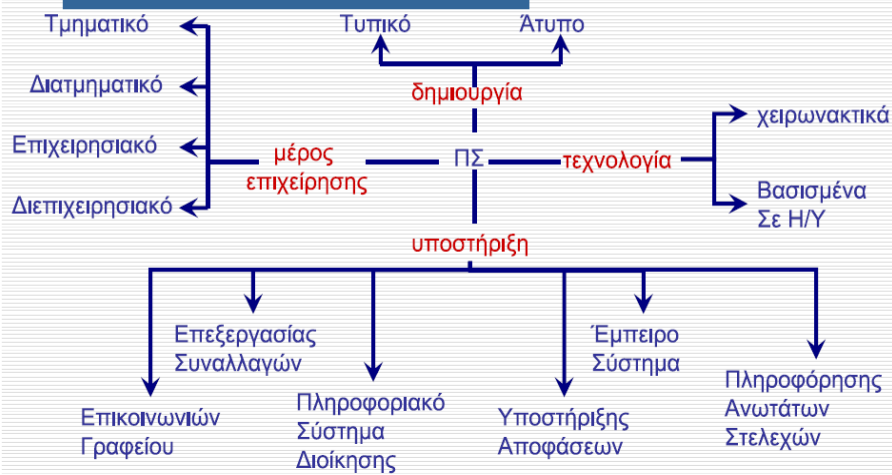 Τμηματικό
Τυπικό
Άτυπο
Διατμηματικό
δημιουργία
χειρωνακτικά
Επιχειρησιακό
μέρος
επιχείρησης
ΠΣ
τεχνολογία
Διεπιχειρησιακό
Βασισμένα
Σε Η/Υ
υποστήριξη
Επεξεργασίας
Συναλλαγών
Έμπειρο
Σύστημα
Επικοινωνιών
Γραφείου
Πληροφοριακό
Σύστημα
Διοίκησης
Υποστήριξης
Αποφάσεων
Πληροφόρησης
Ανωτάτων
Στελεχών